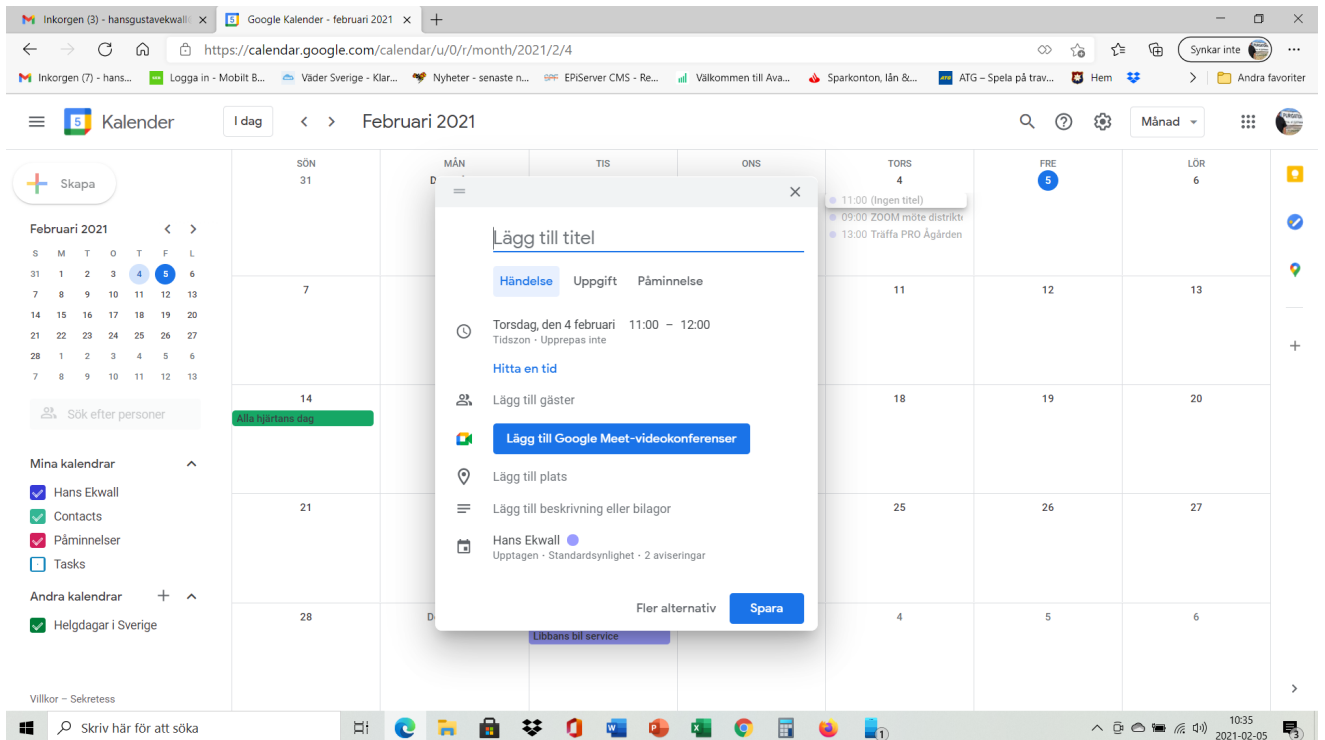 Inkorgen (3) - hansgustavekwall
Google Kalender - februari 2021
https://calendar.google.com/calendar/u/0/r/month/2021/2/4
Synkar inte
Inkorgen (7) - hans...
Logga in - Mobilt B...
Väder Sverige - Klar...
Nyheter - senaste n...
EPiServer CMS - Re...
Välkommen till Ava...
Sparkonton, lån &...
ATG – Spela på trav...
Hem
Andra favoriter
5 Kalender
I dag
Februari 2021
Månad
Skapa
SÖN MÅN TIS ONS TORS FRE LÖR
31 4 5 6
11:00 (Ingen titel)
09:00 ZOOM möte distrikt
13:00 Träffa PRO Ågården
Februari 2021
S M T O T F L
31 1 2 3 4 5 6
7 8 9 10 11 12 13
14 15 16 17 18 19 20
21 22 23 24 25 26 27
28 1 2 3 4 5 6
7 8 9 10 11 12 13
Sök efter personer
Mina kalendrar
Hans Ekwall
Contacts
Påminnelser
Tasks
Andra kalendrar
Helgdagar i Sverige
Villkor – Sekretess
Lägg till titel
Händelse Uppgift Påminnelse
Torsdag, den 4 februari 11:00 – 12:00
Tidszon · Upprepas inte
Hitta en tid
Lägg till gäster
Lägg till Google Meet-videokonferenser
Lägg till plats
Lägg till beskrivning eller bilagor
Hans Ekwall
Upptagen · Standardsynlighet · 2 aviseringar
Fler alternativ Spara
7 11 12 13
14 18 19 20
Alla hjärtans dag
21 25 26 27
28 4 5 6
Libbans bil service
Skriv här för att söka
10:35
2021-02-05